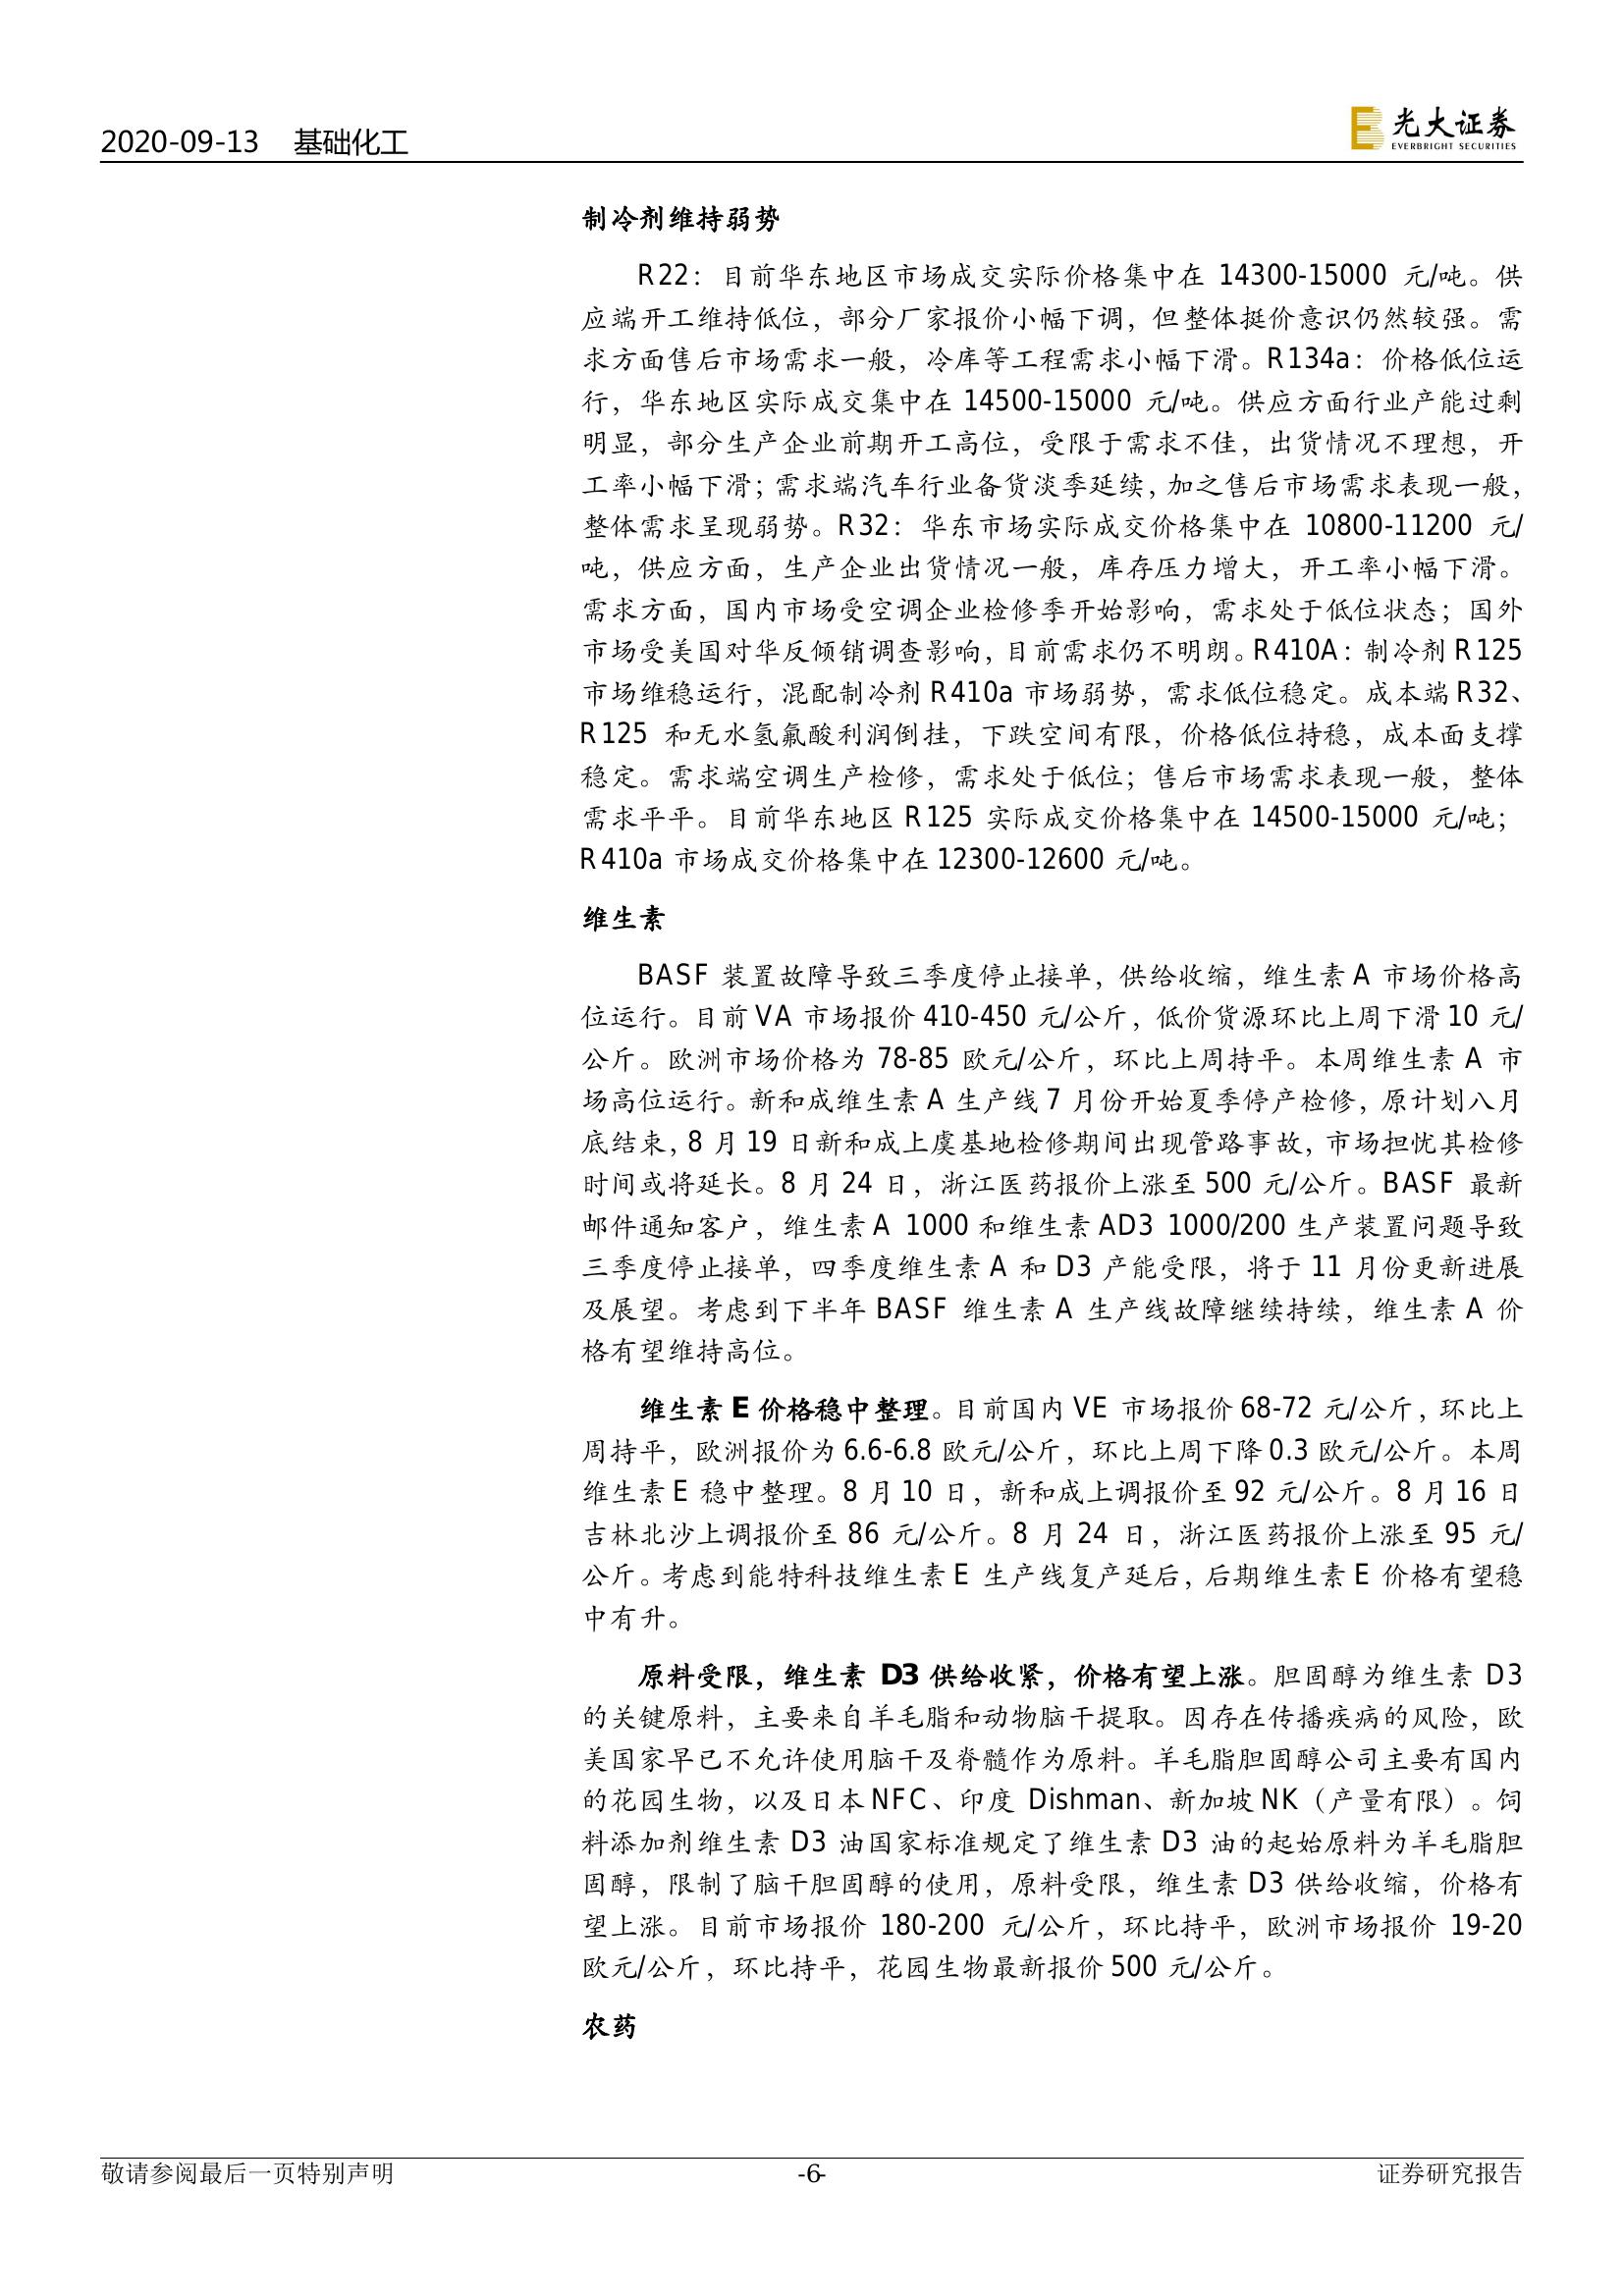 2020-09-13 基础化工
光大证券
EVERBRIGHT SECURITIES
制冷剂维持弱势
R22：目前华东地区市场成交实际价格集中在 14300-15000 元/吨。供
应端开工维持低位，部分厂家报价小幅下调，但整体挺价意识仍然较强。需
求方面售后市场需求一般，冷库等工程需求小幅下滑。R134a：价格低位运
行，华东地区实际成交集中在 14500-15000 元/吨。供应方面行业产能过剩
明显，部分生产企业前期开工高位，受限于需求不佳，出货情况不理想，开
工率小幅下滑；需求端汽车行业备货淡季延续，加之售后市场需求表现一般，
整体需求呈现弱势。R32：华东市场实际成交价格集中在 10800-11200 元/
吨，供应方面，生产企业出货情况一般，库存压力增大，开工率小幅下滑。
需求方面，国内市场受空调企业检修季开始影响，需求处于低位状态；国外
市场受美国对华反倾销调查影响，目前需求仍不明朗。R410A：制冷剂 R125
市场维稳运行，混配制冷剂 R410a 市场弱势，需求低位稳定。成本端 R32、
R125 和无水氢氟酸利润倒挂，下跌空间有限，价格低位持稳，成本面支撑
稳定。需求端空调生产检修，需求处于低位；售后市场需求表现一般，整体
需求平平。目前华东地区 R125 实际成交价格集中在 14500-15000 元/吨；
R410a 市场成交价格集中在 12300-12600 元/吨。
维生素
BASF 装置故障导致三季度停止接单，供给收缩，维生素 A 市场价格高
位运行。目前 VA 市场报价 410-450 元/公斤，低价货源环比上周下滑 10 元/
公斤。欧洲市场价格为 78-85 欧元/公斤，环比上周持平。本周维生素 A 市
场高位运行。新和成维生素 A 生产线 7 月份开始夏季停产检修，原计划八月
底结束，8 月 19 日新和成上虞基地检修期间出现管路事故，市场担忧其检修
时间或将延长。8 月 24 日，浙江医药报价上涨至 500 元/公斤。BASF 最新
邮件通知客户，维生素 A 1000 和维生素 AD3 1000/200 生产装置问题导致
三季度停止接单，四季度维生素 A 和 D3 产能受限，将于 11 月份更新进展
及展望。考虑到下半年 BASF 维生素 A 生产线故障继续持续，维生素 A 价
格有望维持高位。
维生素 E 价格稳中整理。目前国内 VE 市场报价 68-72 元/公斤，环比上
周持平，欧洲报价为 6.6-6.8 欧元/公斤，环比上周下降 0.3 欧元/公斤。本周
维生素 E 稳中整理。8 月 10 日，新和成上调报价至 92 元/公斤。8 月 16 日
吉林北沙上调报价至 86 元/公斤。8 月 24 日，浙江医药报价上涨至 95 元/
公斤。考虑到能特科技维生素 E 生产线复产延后，后期维生素 E 价格有望稳
中有升。
原料受限，维生素 D3 供给收紧，价格有望上涨。胆固醇为维生素 D3
的关键原料，主要来自羊毛脂和动物脑干提取。因存在传播疾病的风险，欧
美国家早已不允许使用脑干及脊髓作为原料。羊毛脂胆固醇公司主要有国内
的花园生物，以及日本 NFC、印度 Dishman、新加坡 NK（产量有限）。饲
料添加剂维生素 D3 油国家标准规定了维生素 D3 油的起始原料为羊毛脂胆
固醇，限制了脑干胆固醇的使用，原料受限，维生素 D3 供给收缩，价格有
望上涨。目前市场报价 180-200 元/公斤，环比持平，欧洲市场报价 19-20
欧元/公斤，环比持平，花园生物最新报价 500 元/公斤。
农药
敬请参阅最后一页特别声明 -6- 证券研究报告